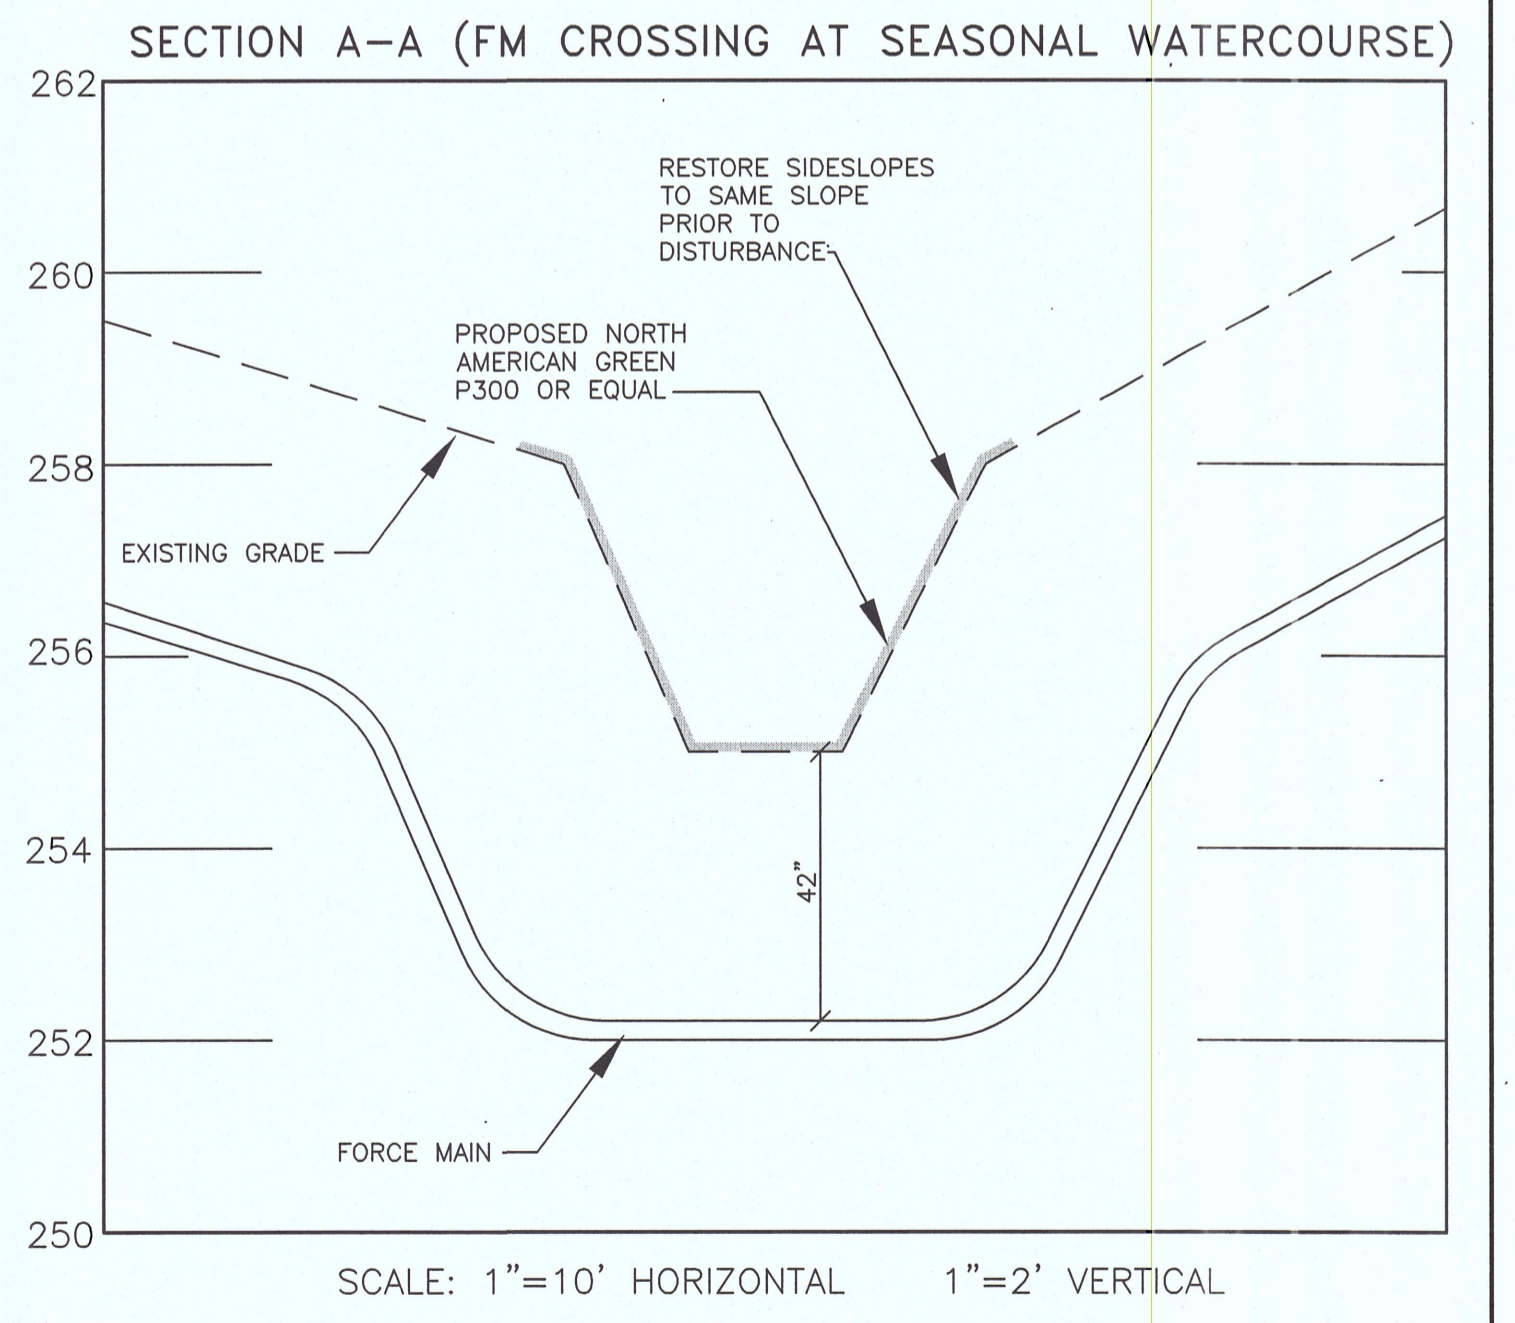 SECTION A-A (FM CROSSING AT SEASONAL WATERCOURSE)
262
RESTORE SIDESLOPES
TO SAME SLOPE
PRIOR TO
DISTURBANCE
260
PROPOSED NORTH
AMERICAN GREEN
P300 OR EQUAL
258
EXISTING GRADE
256
254
42"
252
FORCE MAIN
250
SCALE: 1"=10' HORIZONTAL 1"=2' VERTICAL